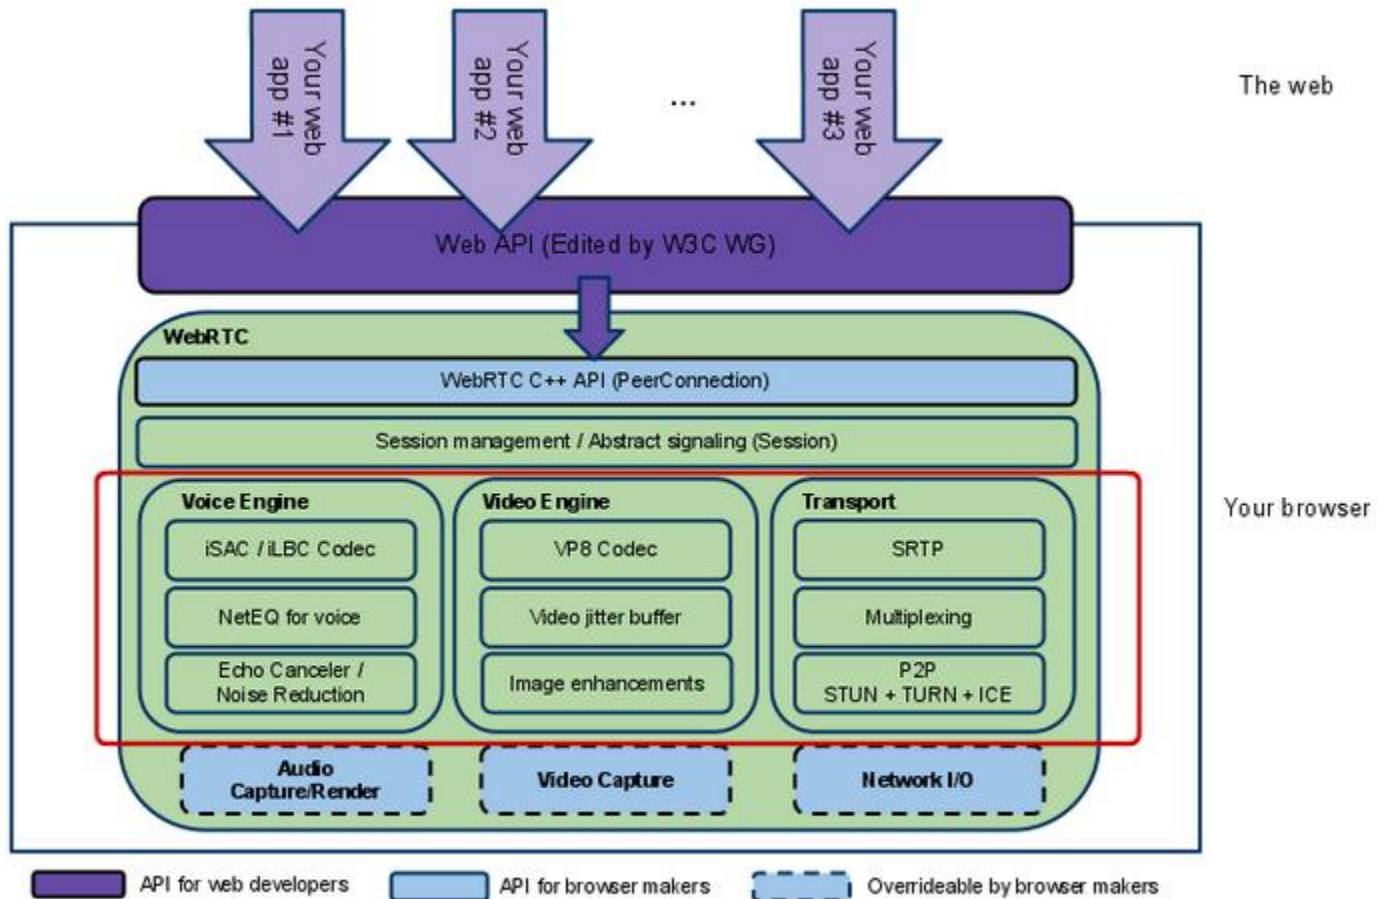 Your web
app #1
Your web
app #2
...
Your web
app #3
The web
Web API (Edited by W3C WG)
WebRTC
WebRTC C++ API (PeerConnection)
Session management / Abstract signaling (Session)
Your browser
Voice Engine
iSAC / iLBC Codec
NetEQ for voice
Echo Canceler /
Noise Reduction
Video Engine
VP8 Codec
Video jitter buffer
Image enhancements
Transport
SRTP
Multiplexing
P2P
STUN + TURN + ICE
Audio
Capture/Render
Video Capture
Network I/O
API for web developers
API for browser makers
Overrideable by browser makers